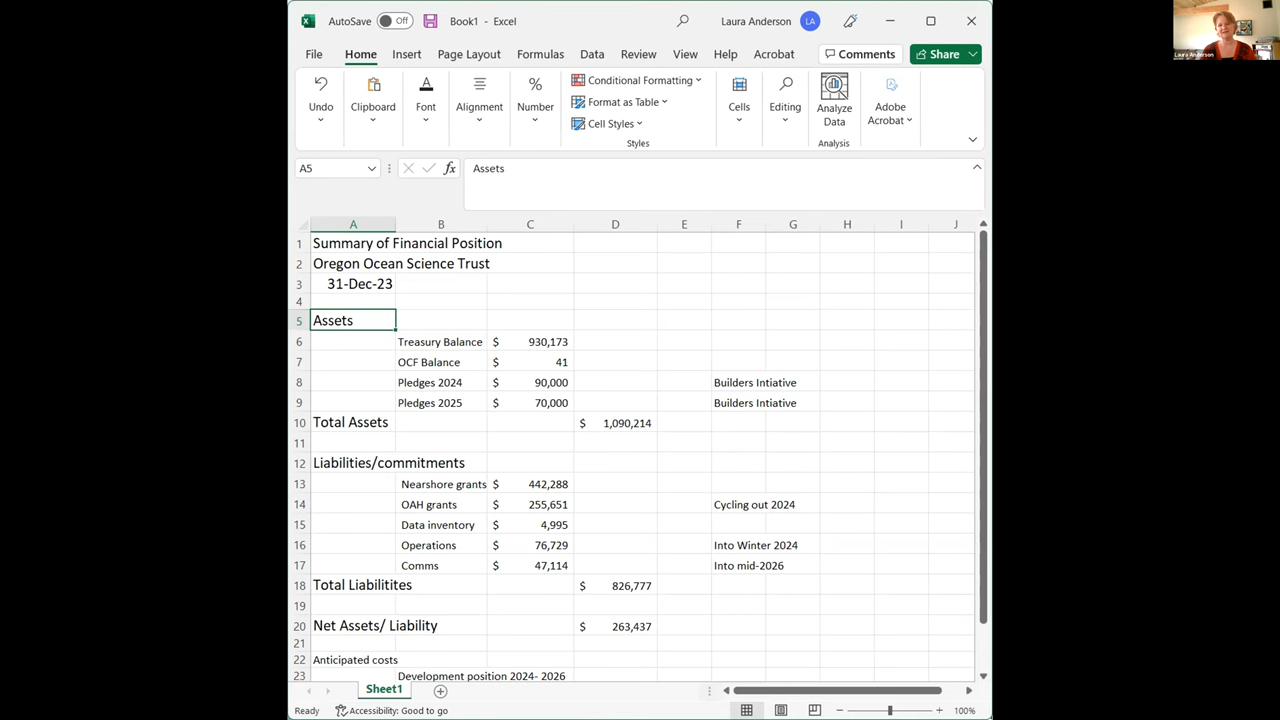 AutoSave Off Book1 - Excel Laura Anderson LA
File Home Insert Page Layout Formulas Data Review View Help Acrobat Comments Share
Undo Clipboard Font Alignment Number Conditional Formatting Format as Table Cell Styles Cells Editing Analyze Data Adobe Acrobat
Styles Analysis
A5 fx Assets
A B C D E F G H I J
1 Summary of Financial Position
2 Oregon Ocean Science Trust
3 31-Dec-23
4
5 Assets
6 Treasury Balance $ 930,173
7 OCF Balance $ 41
8 Pledges 2024 $ 90,000 Builders Intiative
9 Pledges 2025 $ 70,000 Builders Intiative
10 Total Assets $ 1,090,214
11
12 Liabilities/commitments
13 Nearshore grants $ 442,288
14 OAH grants $ 255,651 Cycling out 2024
15 Data inventory $ 4,995
16 Operations $ 76,729 Into Winter 2024
17 Comms $ 47,114 Into mid-2026
18 Total Liabilitites $ 826,777
19
20 Net Assets/ Liability $ 263,437
21
22 Anticipated costs
23 Development position 2024- 2026
Sheet1
Ready Accessibility: Good to go 100%
Laura Anderson